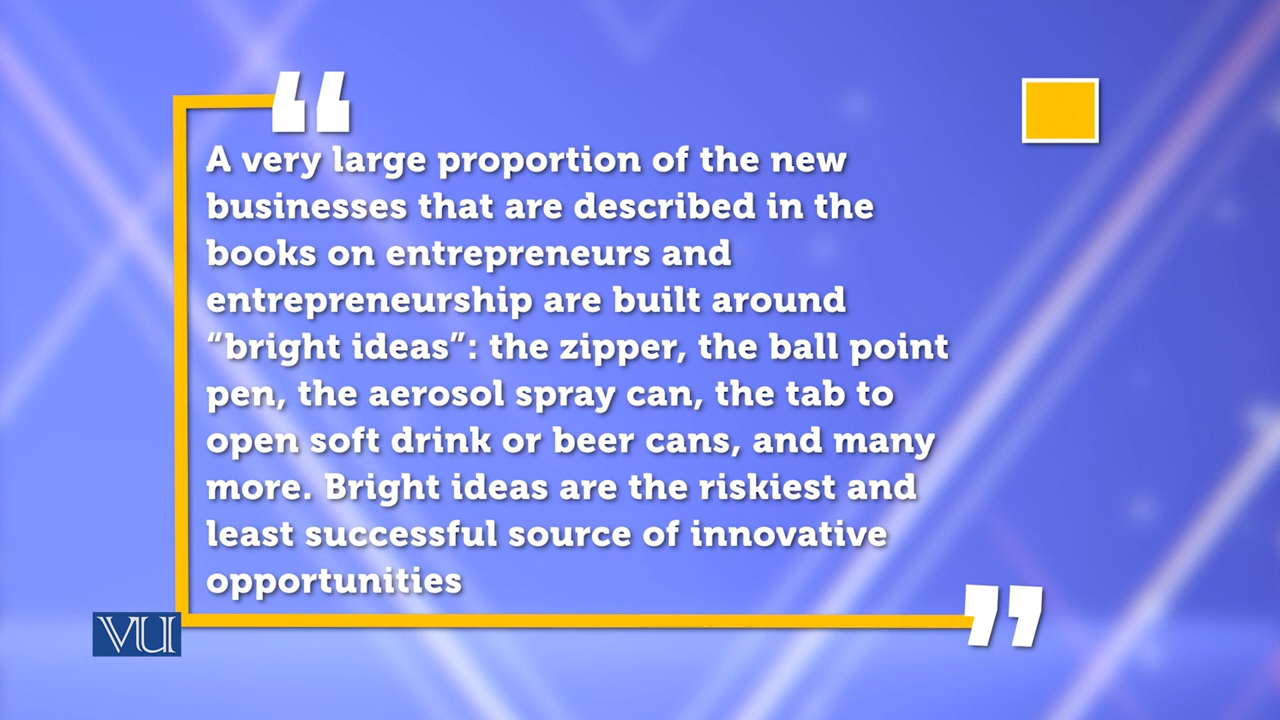 “
A very large proportion of the new
businesses that are described in the
books on entrepreneurs and
entrepreneurship are built around
“bright ideas”: the zipper, the ball point
pen, the aerosol spray can, the tab to
open soft drink or beer cans, and many
more. Bright ideas are the riskiest and
least successful source of innovative
opportunities
”
VU